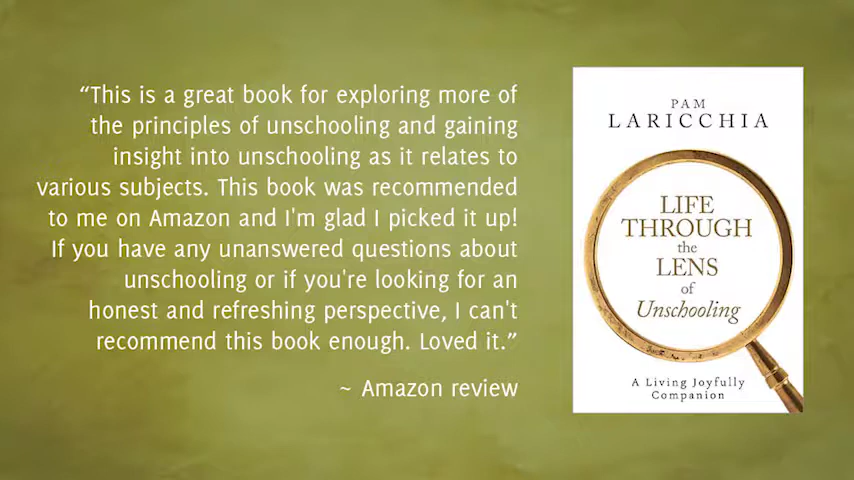 “This is a great book for exploring more of
the principles of unschooling and gaining
insight into unschooling as it relates to
various subjects. This book was recommended
to me on Amazon and I'm glad I picked it up!
If you have any unanswered questions about
unschooling or if you're looking for an
honest and refreshing perspective, I can't
recommend this book enough. Loved it.”
~ Amazon review
PAM
LARICCHIA
LIFE
THROUGH
the
LENS
of
Unschooling
A Living Joyfully
Companion